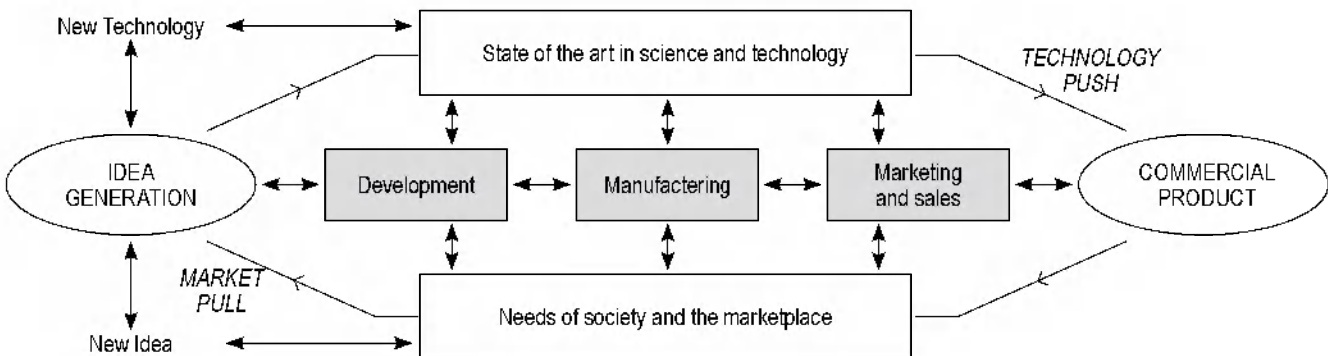 New Technology
State of the art in science and technology
TECHNOLOGY
PUSH
IDEA
GENERATION
Development
Manufactering
Marketing
and sales
COMMERCIAL
PRODUCT
MARKET
PULL
Needs of society and the marketplace
New Idea